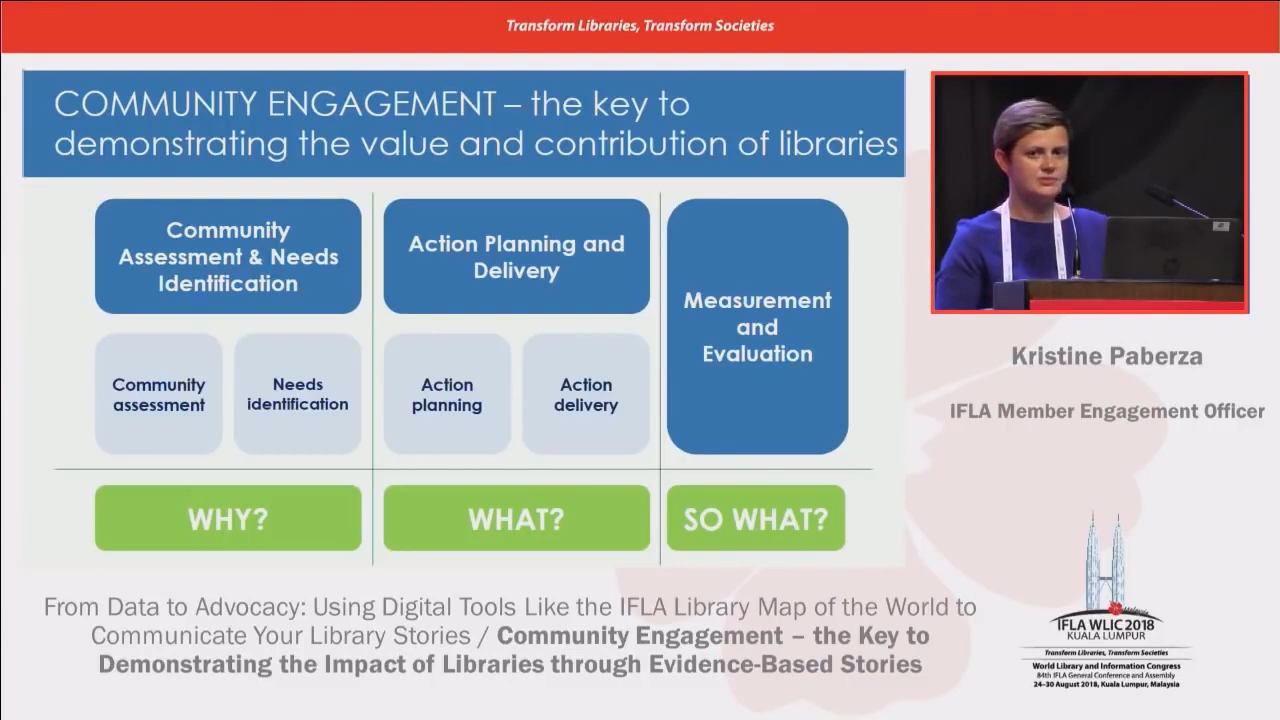 Transform Libraries, Transform Societies
COMMUNITY ENGAGEMENT – the key to
demonstrating the value and contribution of libraries
Community
Assessment & Needs
Identification
Action Planning and
Delivery
Measurement
and
Evaluation
Community
assessment
Needs
identification
Action
planning
Action
delivery
WHY?
WHAT?
SO WHAT?
Kristine Paberza
IFLA Member Engagement Officer
From Data to Advocacy: Using Digital Tools Like the IFLA Library Map of the World to
Communicate Your Library Stories / Community Engagement – the Key to
Demonstrating the Impact of Libraries through Evidence-Based Stories
Malaysia
IFLA WLIC 2018
KUALA LUMPUR
Transform Libraries, Transform Societies
World Library and Information Congress
84th IFLA General Conference and Assembly
24–30 August 2018, Kuala Lumpur, Malaysia